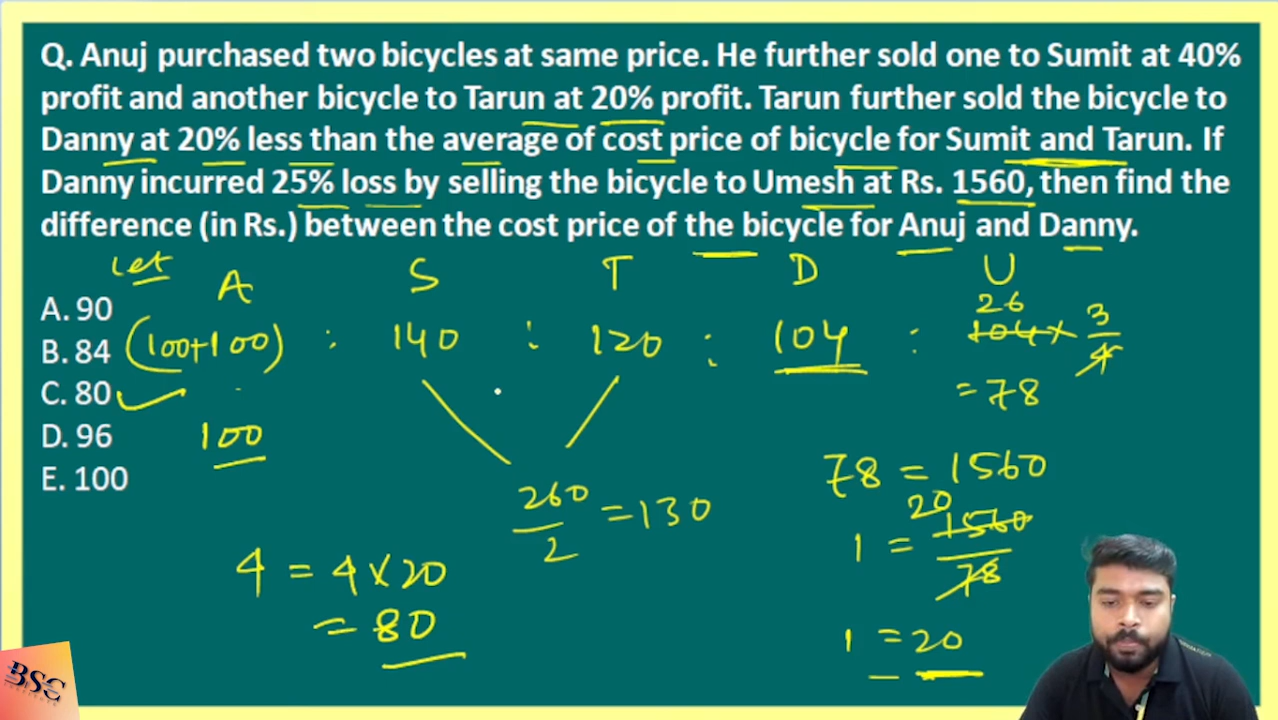 Q. Anuj purchased two bicycles at same price. He further sold one to Sumit at 40%
profit and another bicycle to Tarun at 20% profit. Tarun further sold the bicycle to
Danny at 20% less than the average of cost price of bicycle for Sumit and Tarun. If
Danny incurred 25% loss by selling the bicycle to Umesh at Rs. 1560, then find the
difference (in Rs.) between the cost price of the bicycle for Anuj and Danny.
Let A S T D U
A. 90
B. 84
C. 80
D. 96
E. 100
(100+100) : 140 : 120 : 104 : 104 × 3/4
26
= 78
100
260/2 = 130
78 = 1560
20
1 = 1560/78
4 = 4 × 20
= 80
1 = 20
BSC